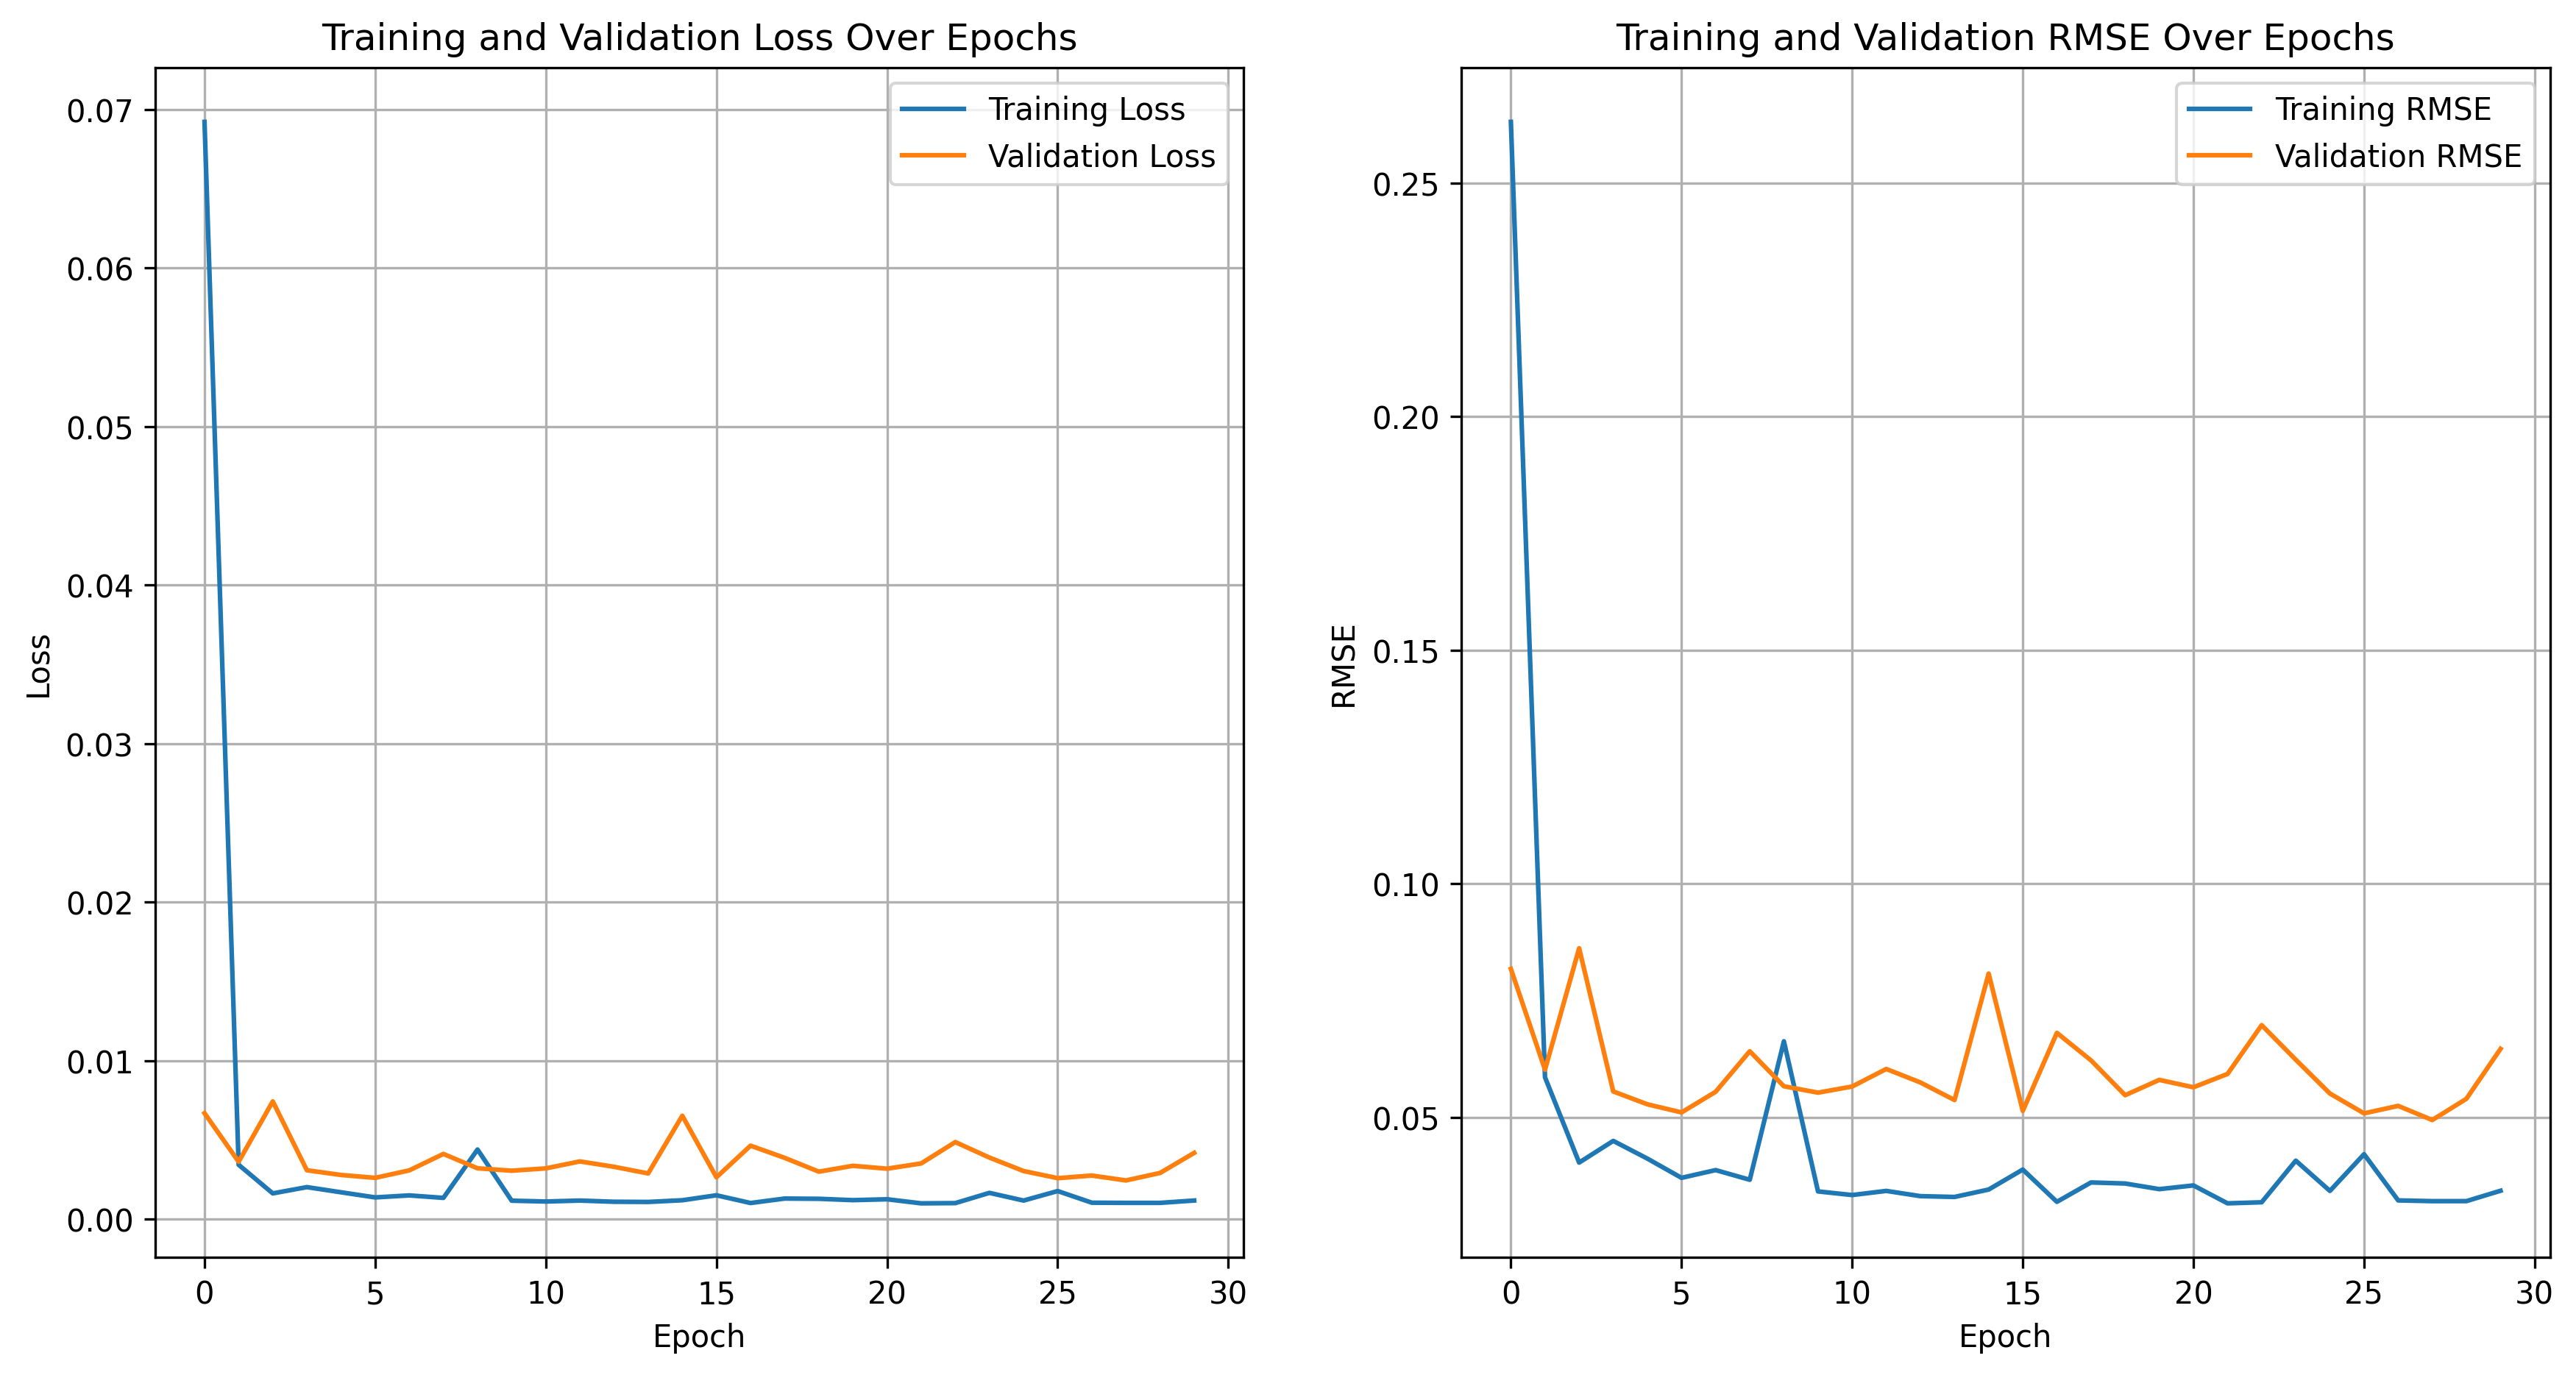 Training and Validation Loss Over Epochs
Training Loss
Validation Loss
0.07
0.06
0.05
0.04
0.03
0.02
0.01
0.00
Loss
0 5 10 15 20 25 30
Epoch
Training and Validation RMSE Over Epochs
Training RMSE
Validation RMSE
0.25
0.20
0.15
0.10
0.05
RMSE
0 5 10 15 20 25 30
Epoch